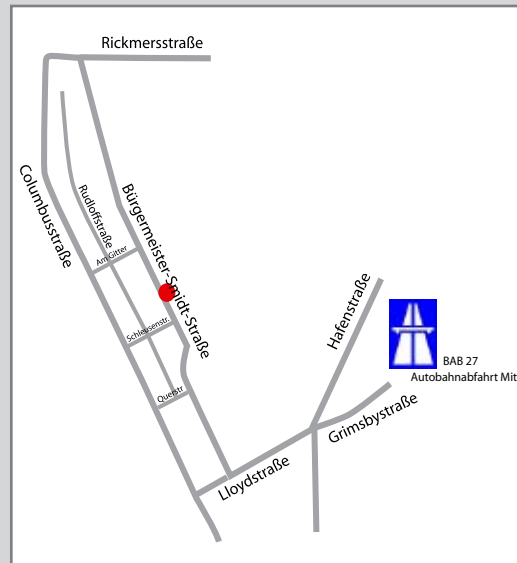 Rickmersstraße
Columbusstraße
Rudloffstraße
Bürgermeister-Smidt-Straße
Am Gitter
Schleusenstr.
Querstr
Hafenstraße
BAB 27
Autobahnabfahrt Mit
Grimsbystraße
Lloydstraße